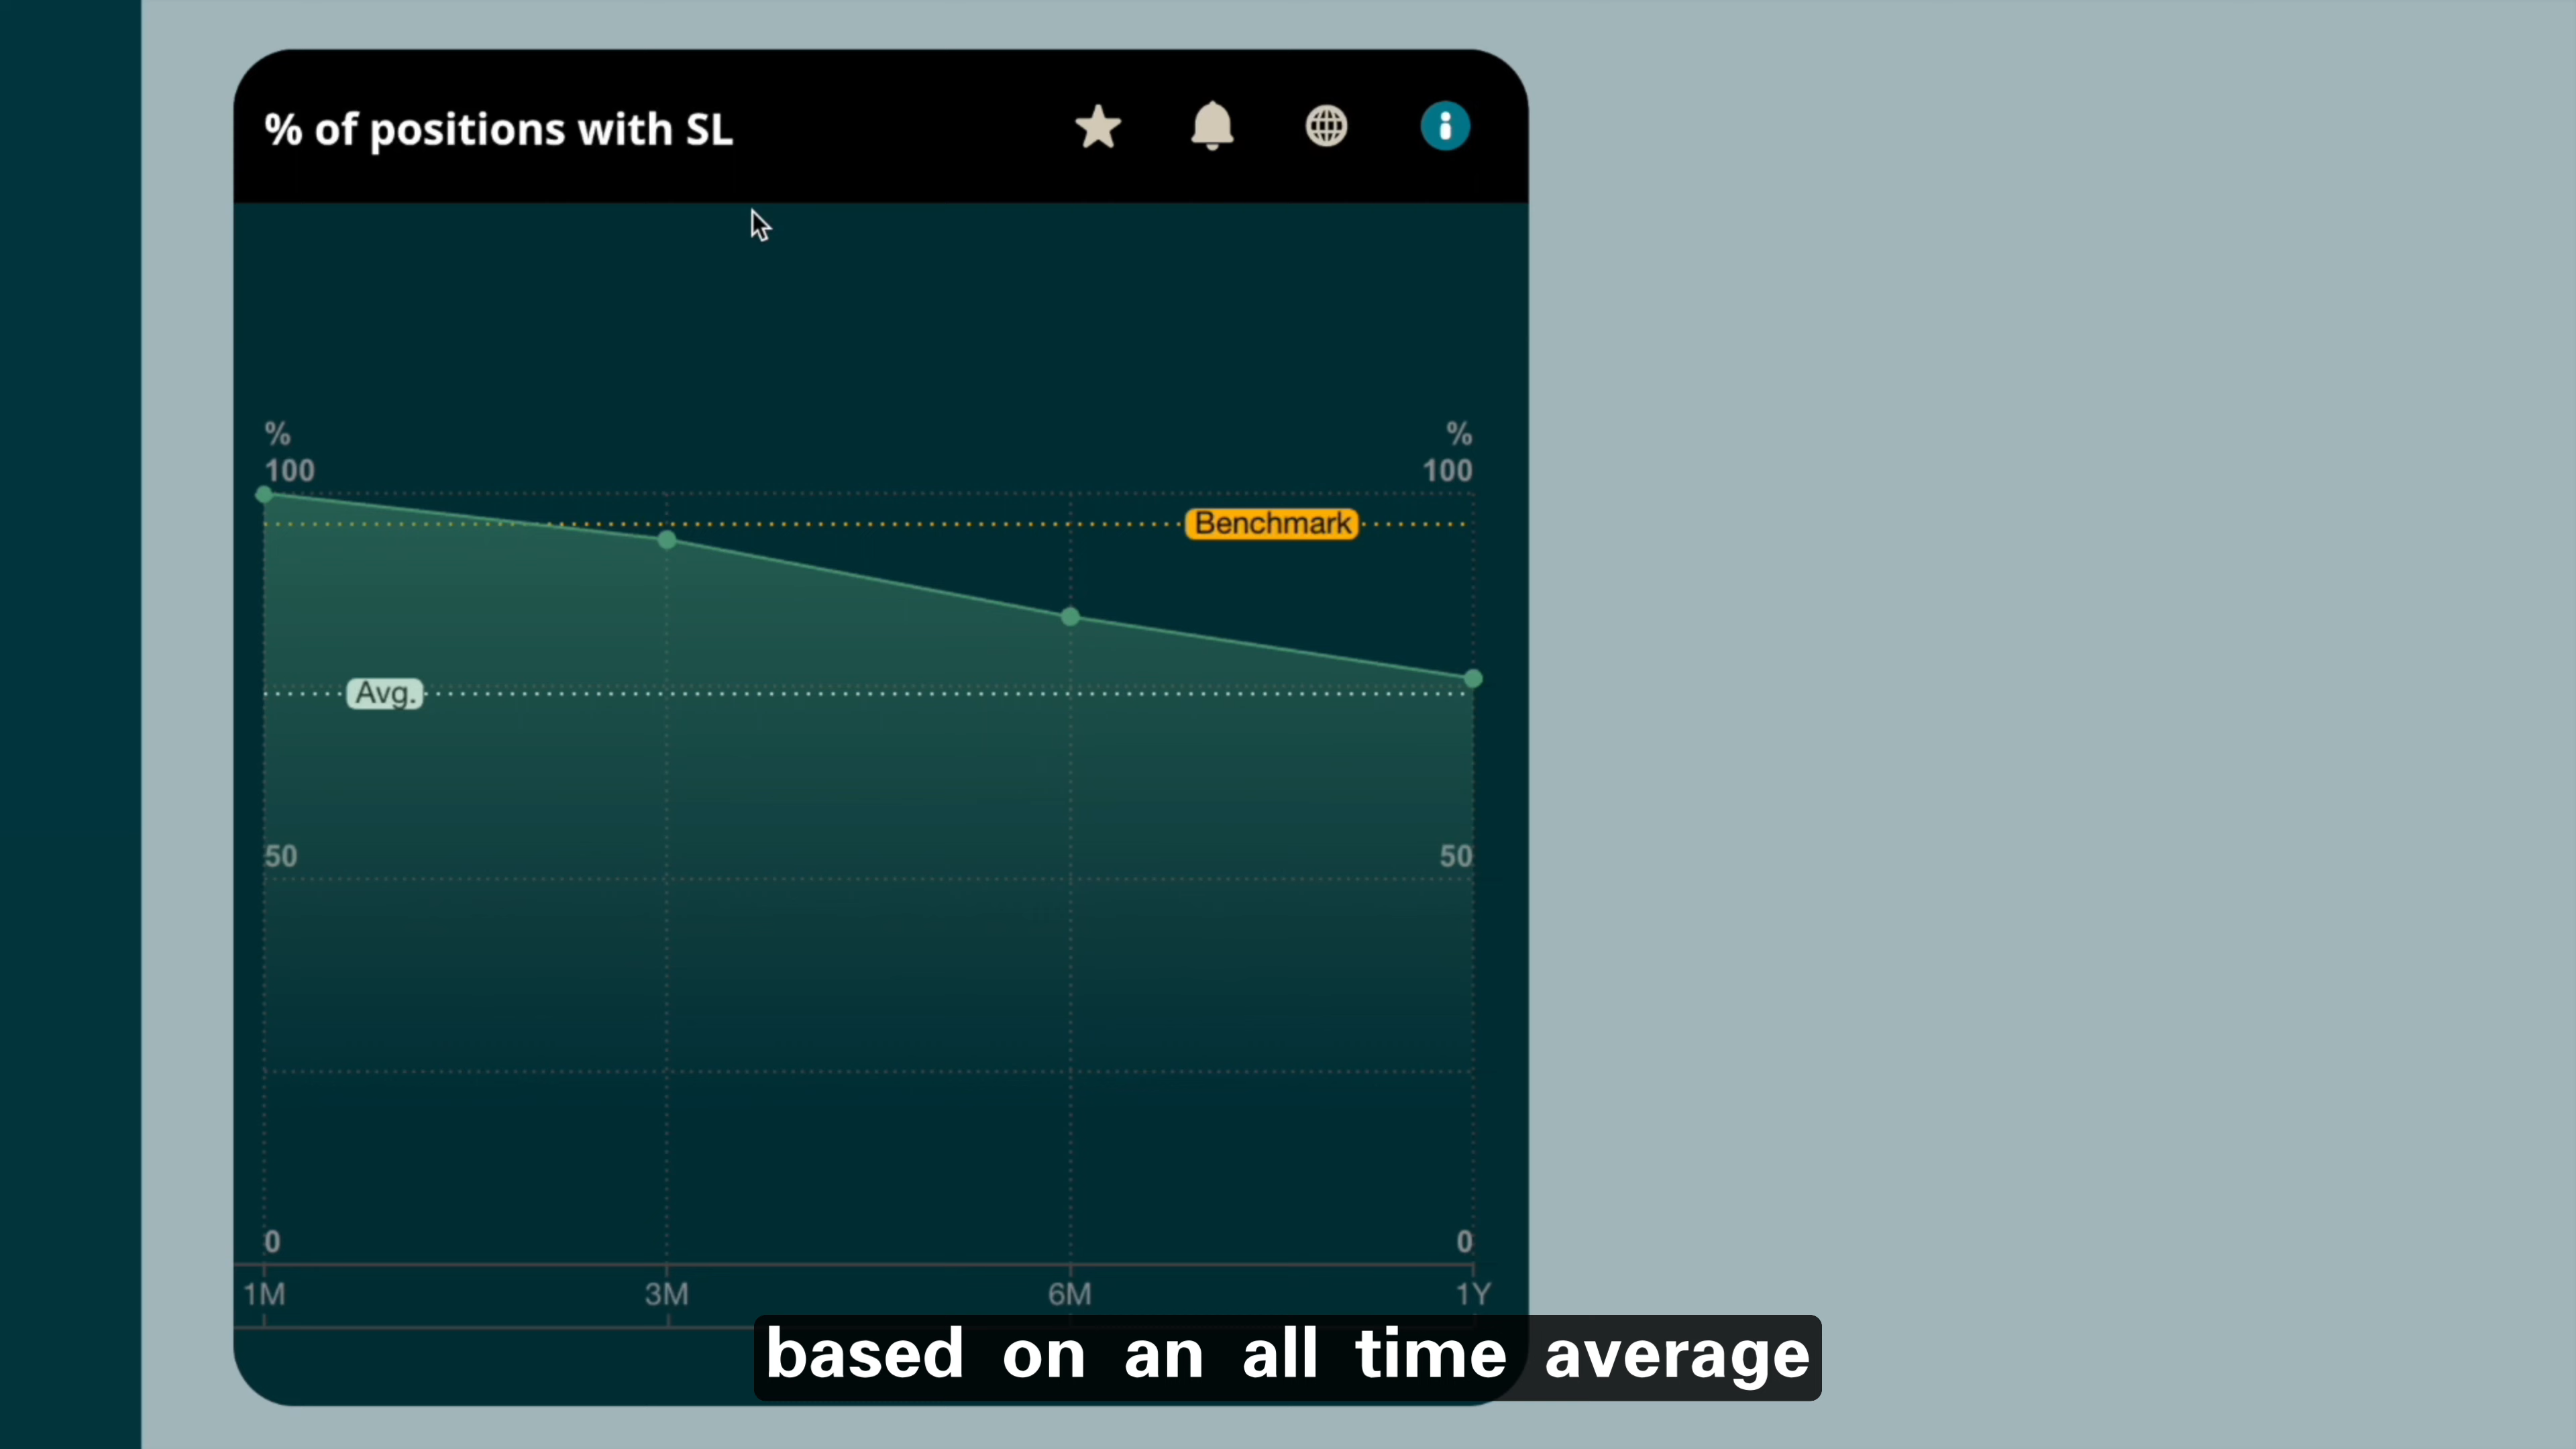 % of positions with SL
% %
100 100
Benchmark
Avg.
50 50
0 0
1M 3M 6M 1Y
based on an all time average